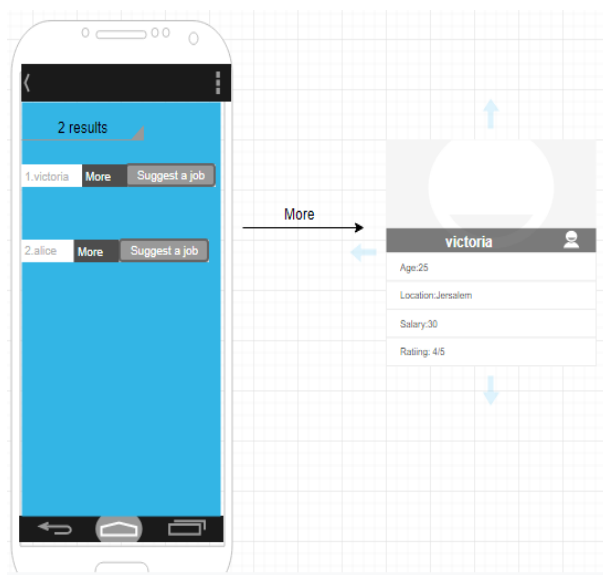 2 results
1.victoria More Suggest a job
2.alice More Suggest a job
More
victoria
Age:25
Location:Jersalem
Salary:30
Ratiing: 4/5